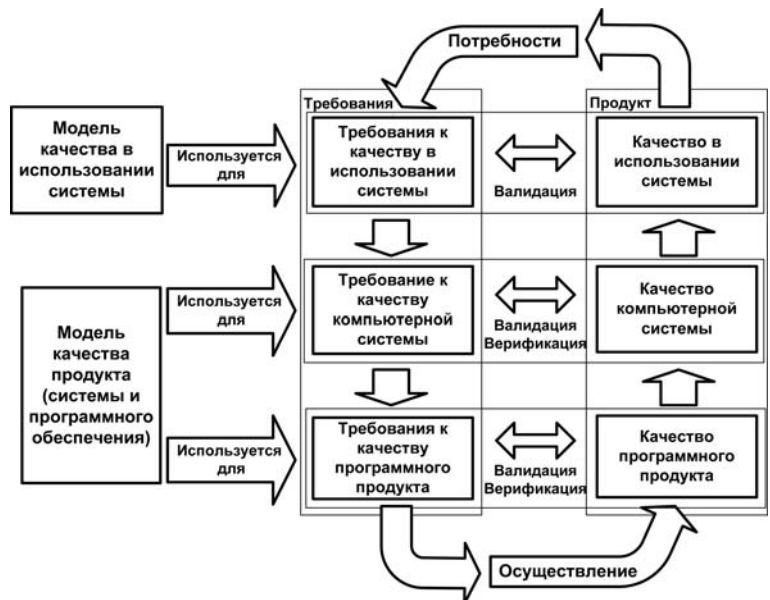 Потребности
Требования
Продукт
Модель
качества в
использовании
системы
Используется
для
Требования к
качеству в
использовании
системы
Валидация
Качество в
использовании
системы
Модель
качества
продукта
(системы и
программного
обеспечения)
Используется
для
Требование к
качеству
компьютерной
системы
Валидация
Верификация
Качество
компьютерной
системы
Используется
для
Требования к
качеству
программного
продукта
Валидация
Верификация
Качество
программного
продукта
Осуществление